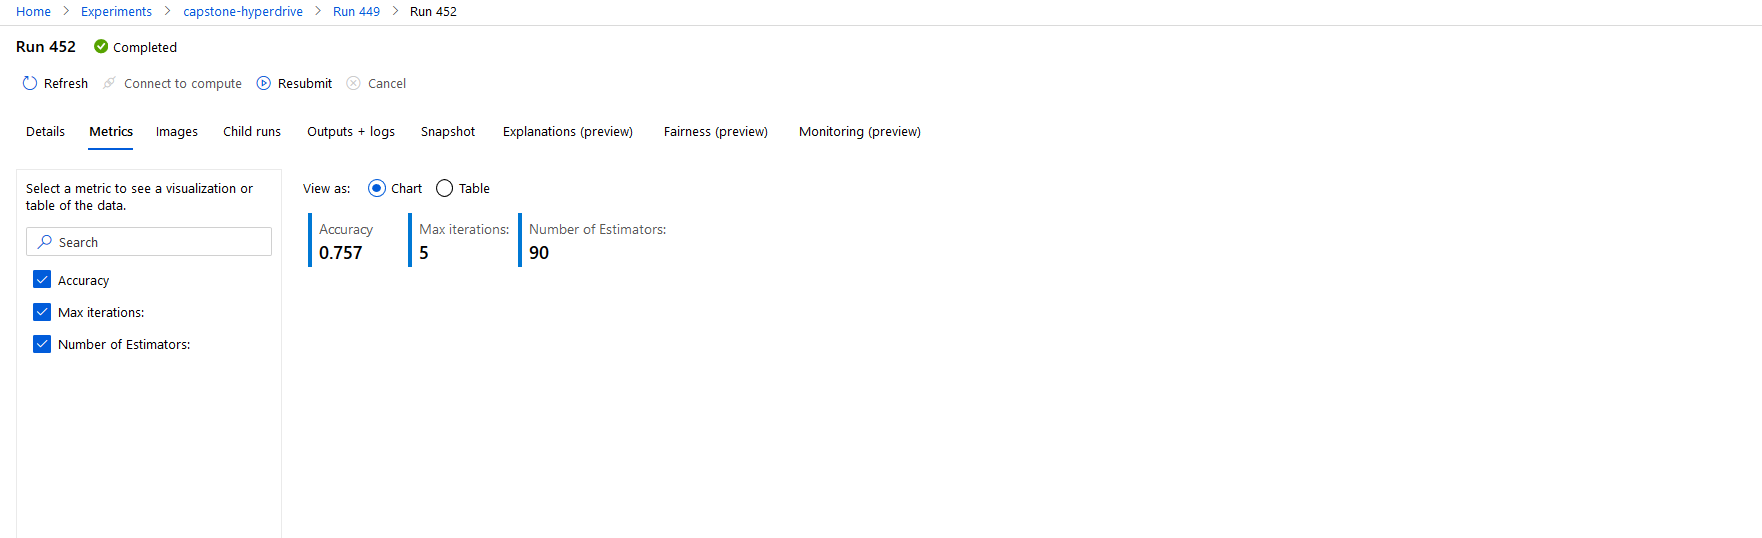 Home > Experiments > capstone-hyperdrive > Run 449 > Run 452
Run 452 Completed
Refresh Connect to compute Resubmit Cancel
Details Metrics Images Child runs Outputs + logs Snapshot Explanations (preview) Fairness (preview) Monitoring (preview)
Select a metric to see a visualization or
table of the data.
Search
Accuracy
Max iterations:
Number of Estimators:
View as: Chart Table
Accuracy Max iterations: Number of Estimators:
0.757 5 90